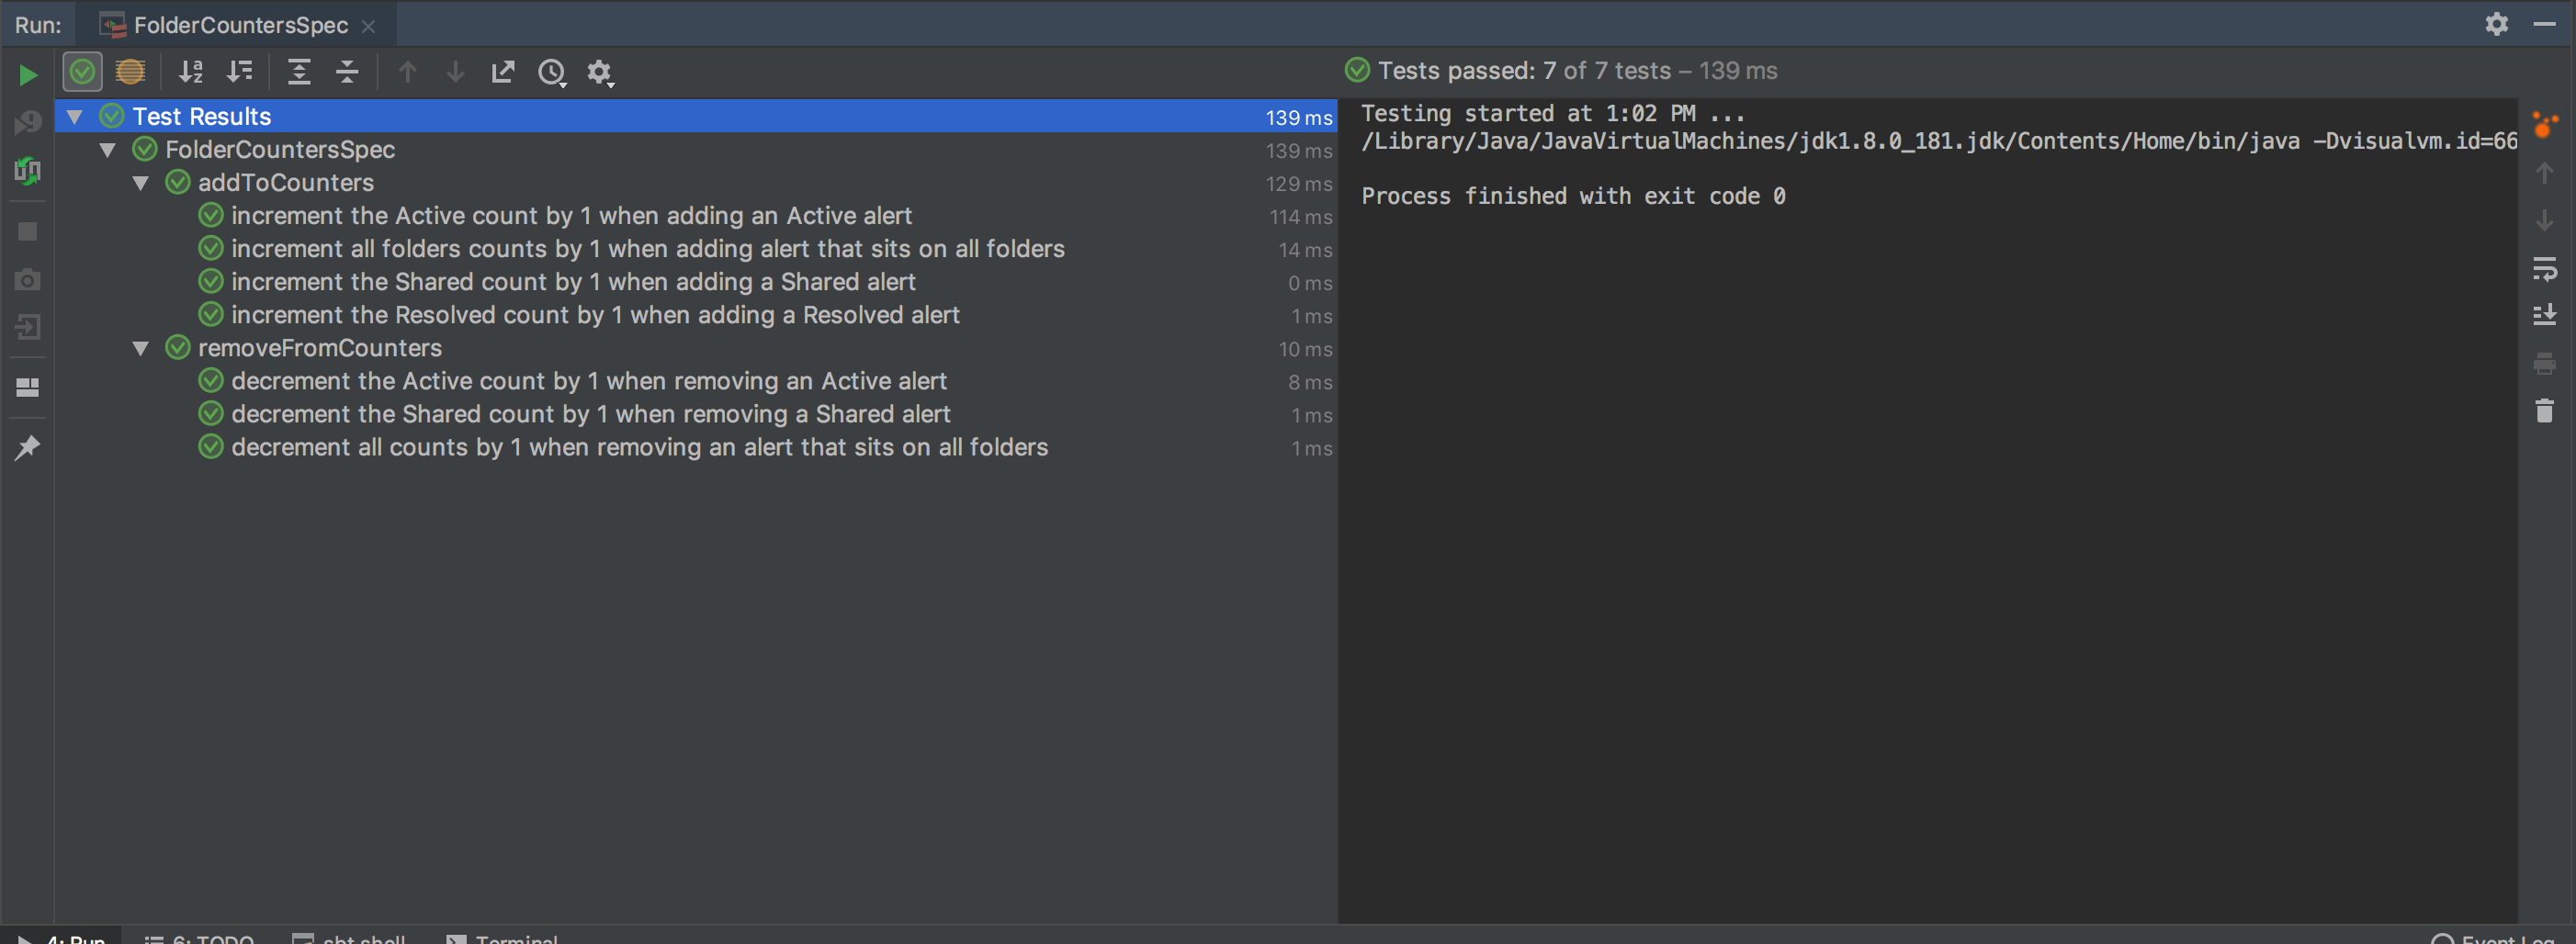 Run: FolderCountersSpec
Tests passed: 7 of 7 tests – 139 ms
Test Results 139 ms
FolderCountersSpec 139 ms
addToCounters 129 ms
increment the Active count by 1 when adding an Active alert 114 ms
increment all folders counts by 1 when adding alert that sits on all folders 14 ms
increment the Shared count by 1 when adding a Shared alert 0 ms
increment the Resolved count by 1 when adding a Resolved alert 1 ms
removeFromCounters 10 ms
decrement the Active count by 1 when removing an Active alert 8 ms
decrement the Shared count by 1 when removing a Shared alert 1 ms
decrement all counts by 1 when removing an alert that sits on all folders 1 ms
Testing started at 1:02 PM ...
/Library/Java/JavaVirtualMachines/jdk1.8.0_181.jdk/Contents/Home/bin/java -Dvisualvm.id=66
Process finished with exit code 0
4: Run 6: TODO sbt shell Terminal Event Log